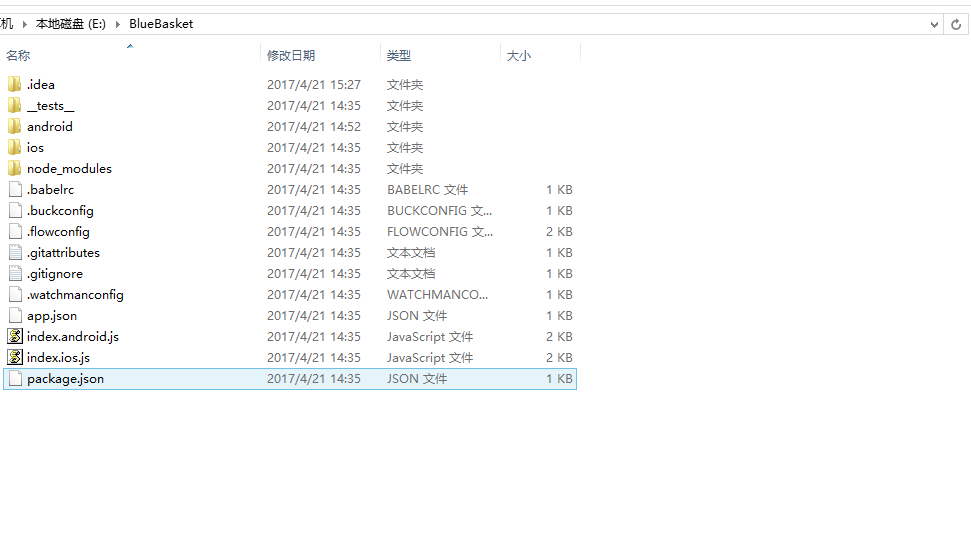 机 本地磁盘 (E:) BlueBasket
名称 修改日期 类型 大小
.idea 2017/4/21 15:27 文件夹
__tests__ 2017/4/21 14:35 文件夹
android 2017/4/21 14:52 文件夹
ios 2017/4/21 14:35 文件夹
node_modules 2017/4/21 14:35 文件夹
.babelrc 2017/4/21 14:35 BABELRC 文件 1 KB
.buckconfig 2017/4/21 14:35 BUCKCONFIG 文... 1 KB
.flowconfig 2017/4/21 14:35 FLOWCONFIG 文... 2 KB
.gitattributes 2017/4/21 14:35 文本文档 1 KB
.gitignore 2017/4/21 14:35 文本文档 1 KB
.watchmanconfig 2017/4/21 14:35 WATCHMANCO... 1 KB
app.json 2017/4/21 14:35 JSON 文件 1 KB
index.android.js 2017/4/21 14:35 JavaScript 文件 2 KB
index.ios.js 2017/4/21 14:35 JavaScript 文件 2 KB
package.json 2017/4/21 14:35 JSON 文件 1 KB